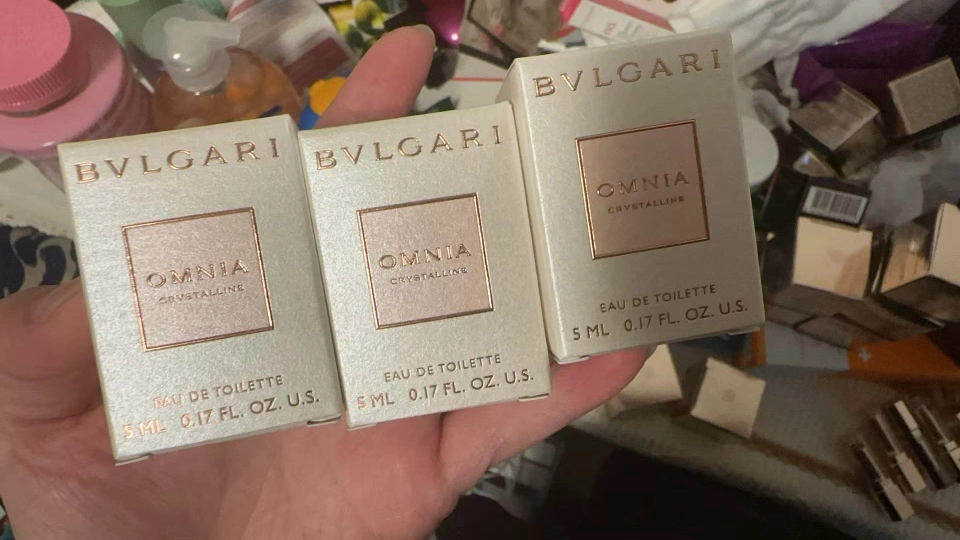 BVLGARI
OMNIA
CRYSTALLINE
EAU DE TOILETTE
5 ML 0.17 FL. OZ. U.S.
BVLGARI
OMNIA
CRYSTALLINE
EAU DE TOILETTE
5 ML 0.17 FL. OZ. U.S.
BVLGARI
OMNIA
CRYSTALLINE
EAU DE TOILETTE
5 ML 0.17 FL. OZ. U.S.